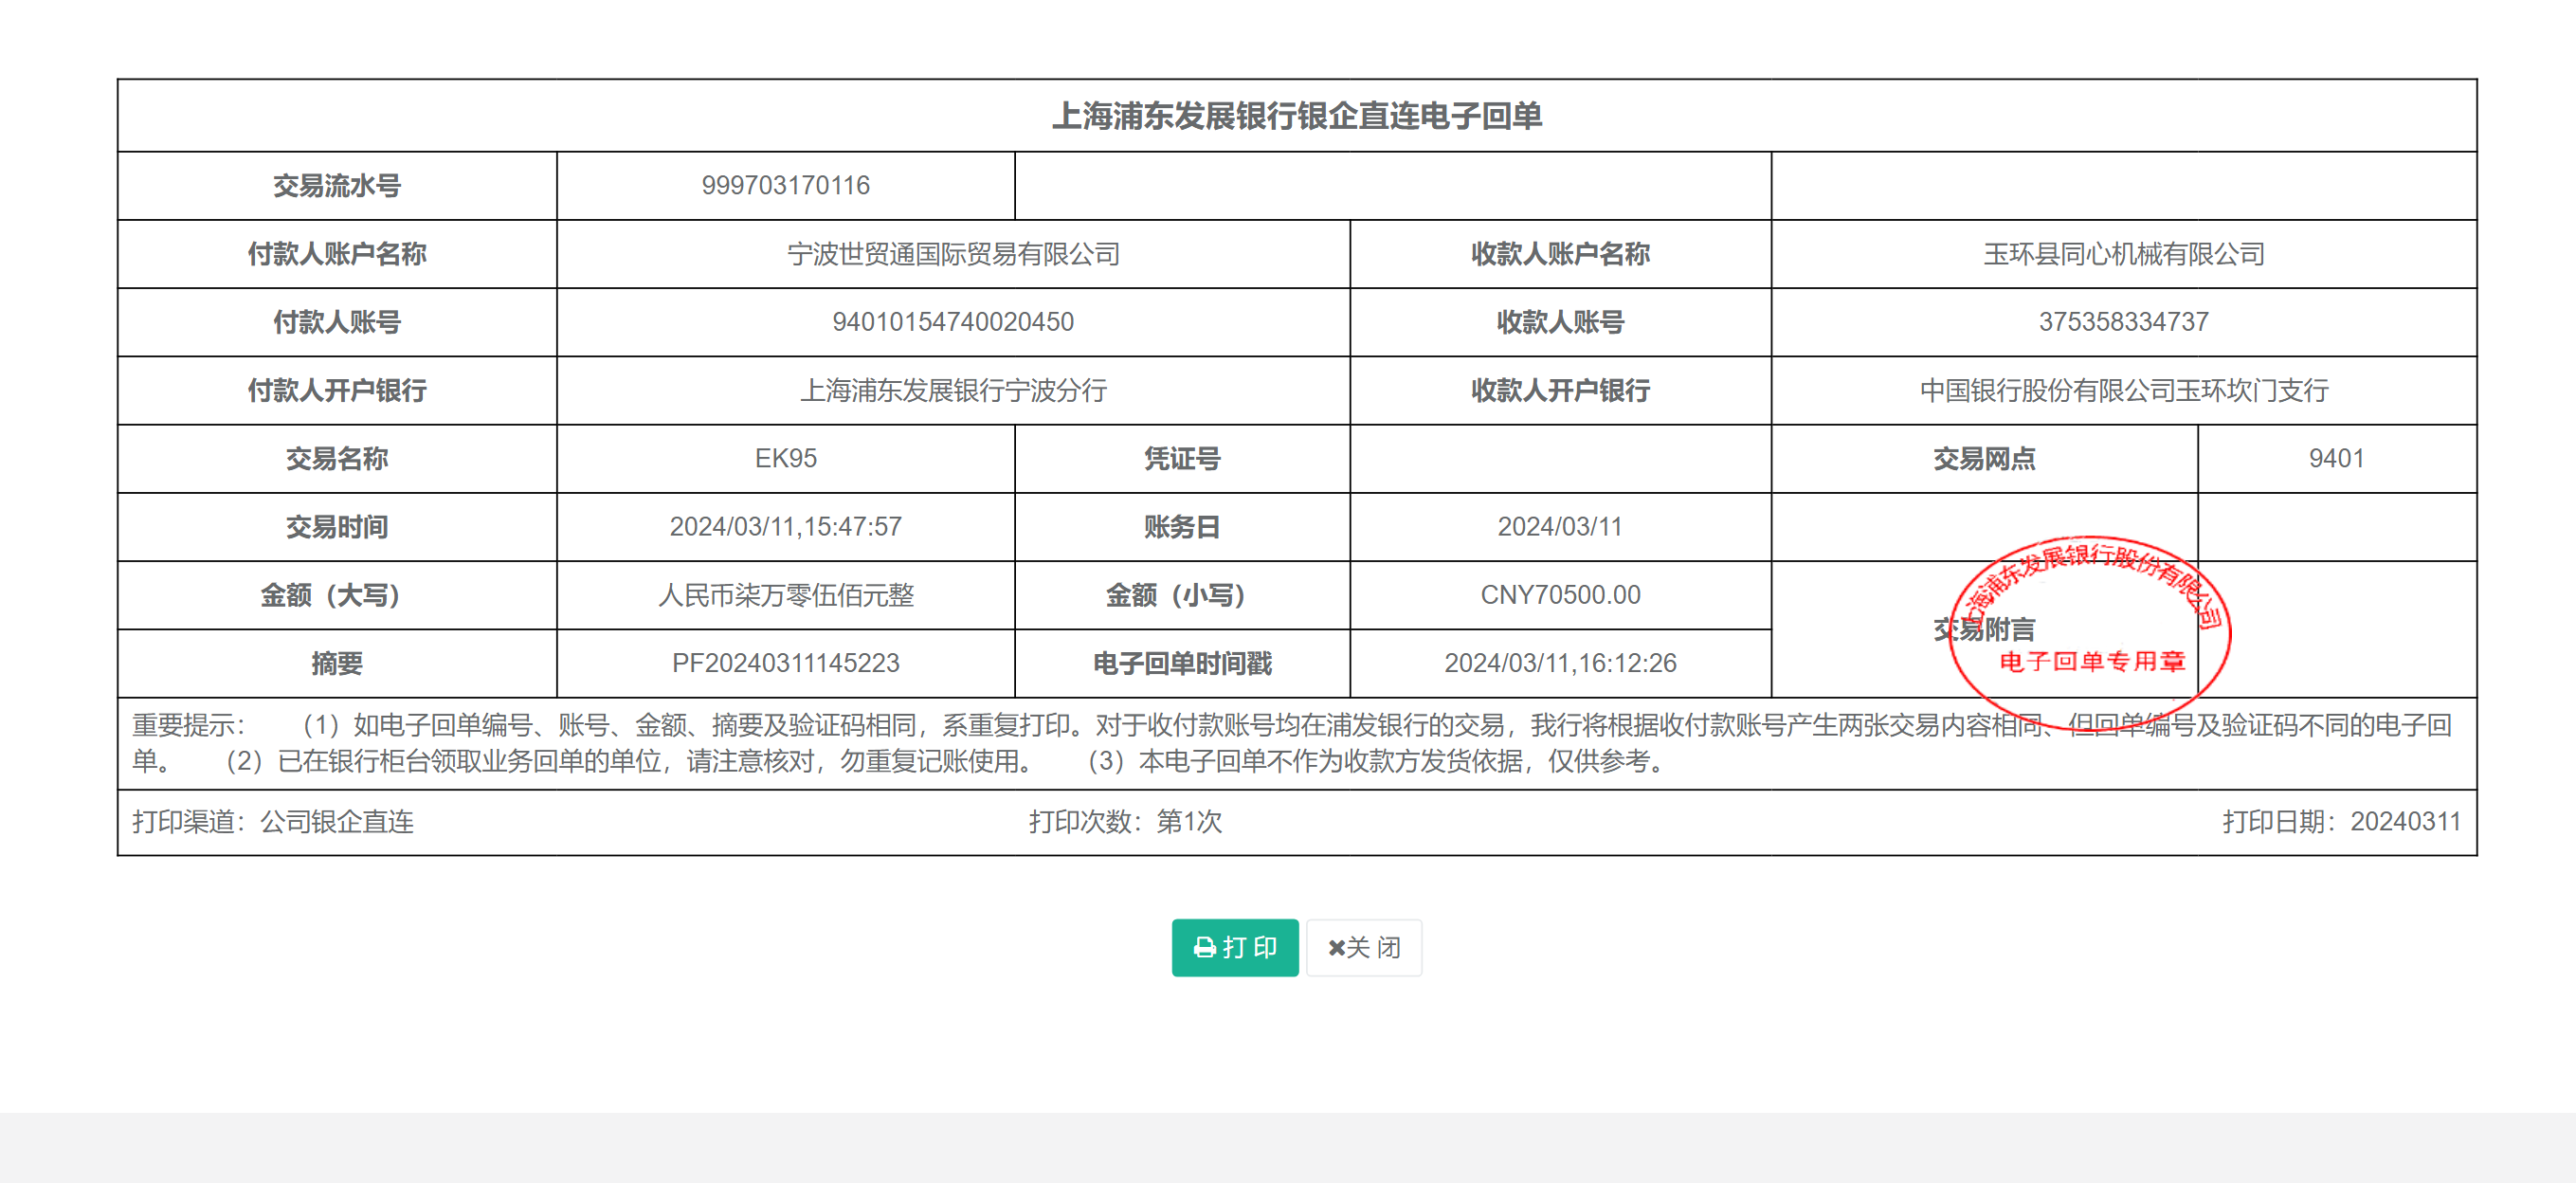 上海浦东发展银行银企直连电子回单
交易流水号 999703170116
付款人账户名称 宁波世贸通国际贸易有限公司 收款人账户名称 玉环县同心机械有限公司
付款人账号 94010154740020450 收款人账号 375358334737
付款人开户银行 上海浦东发展银行宁波分行 收款人开户银行 中国银行股份有限公司玉环坎门支行
交易名称 EK95 凭证号 交易网点 9401
交易时间 2024/03/11,15:47:57 账务日 2024/03/11
金额（大写） 人民币柒万零伍佰元整 金额（小写） CNY70500.00
交易附言
摘要 PF20240311145223 电子回单时间戳 2024/03/11,16:12:26
上海浦东发展银行股份有限公司
电子回单专用章
重要提示： （1）如电子回单编号、账号、金额、摘要及验证码相同，系重复打印。对于收付款账号均在浦发银行的交易，我行将根据收付款账号产生两张交易内容相同、但回单编号及验证码不同的电子回
单。 （2）已在银行柜台领取业务回单的单位，请注意核对，勿重复记账使用。 （3）本电子回单不作为收款方发货依据，仅供参考。
打印渠道：公司银企直连 打印次数：第1次 打印日期：20240311
打 印 关 闭